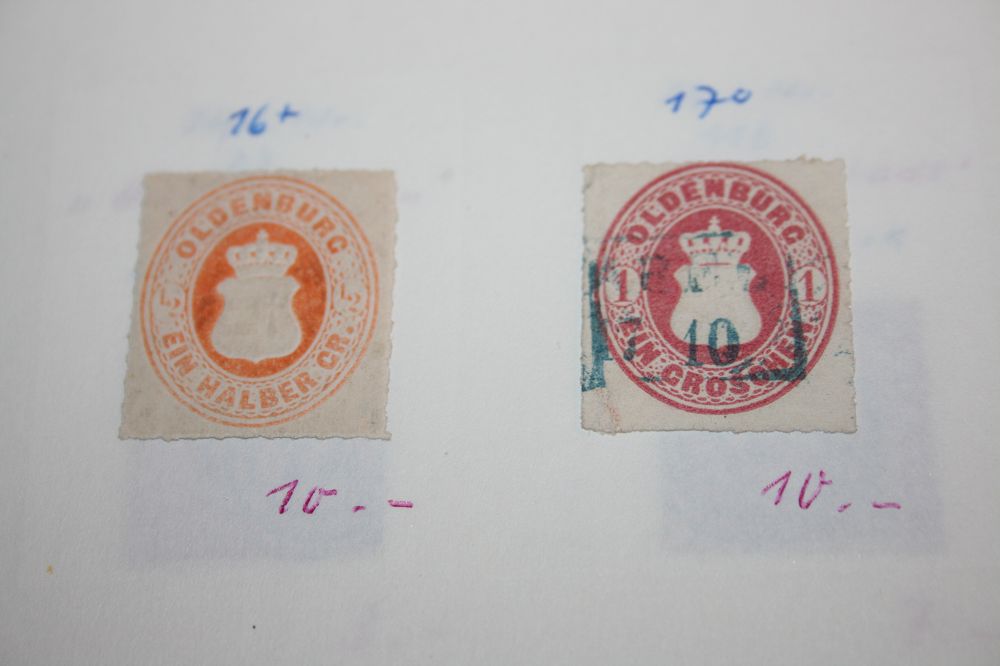 16+
170
OLDENBURG
5 5
EIN HALBER GR.
OLDENBURG
1 1
EIN GROSCHEN
10
10.-
10.-